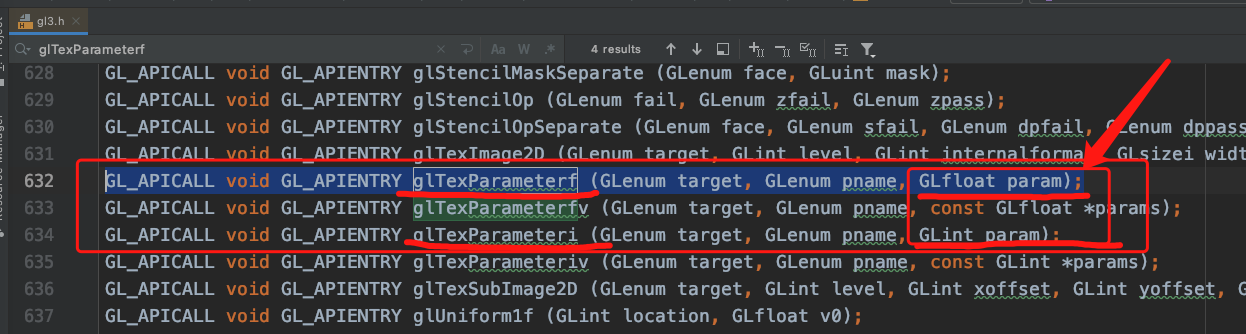 gl3.h
glTexParameterf
Aa W .* 4 results
628 GL_APICALL void GL_APIENTRY glStencilMaskSeparate (GLenum face, GLuint mask);
629 GL_APICALL void GL_APIENTRY glStencilOp (GLenum fail, GLenum zfail, GLenum zpass);
630 GL_APICALL void GL_APIENTRY glStencilOpSeparate (GLenum face, GLenum sfail, GLenum dpfail, GLenum dppass
631 GL_APICALL void GL_APIENTRY glTexImage2D (GLenum target, GLint level, GLint internalforma GLsizei widt
632 GL_APICALL void GL_APIENTRY glTexParameterf (GLenum target, GLenum pname, GLfloat param);
633 GL_APICALL void GL_APIENTRY glTexParameterfv (GLenum target, GLenum pname, const GLfloat *params);
634 GL_APICALL void GL_APIENTRY glTexParameteri (GLenum target, GLenum pname, GLint param);
635 GL_APICALL void GL_APIENTRY glTexParameteriv (GLenum target, GLenum pname, const GLint *params);
636 GL_APICALL void GL_APIENTRY glTexSubImage2D (GLenum target, GLint level, GLint xoffset, GLint yoffset, G
637 GL_APICALL void GL_APIENTRY glUniform1f (GLint location, GLfloat v0);